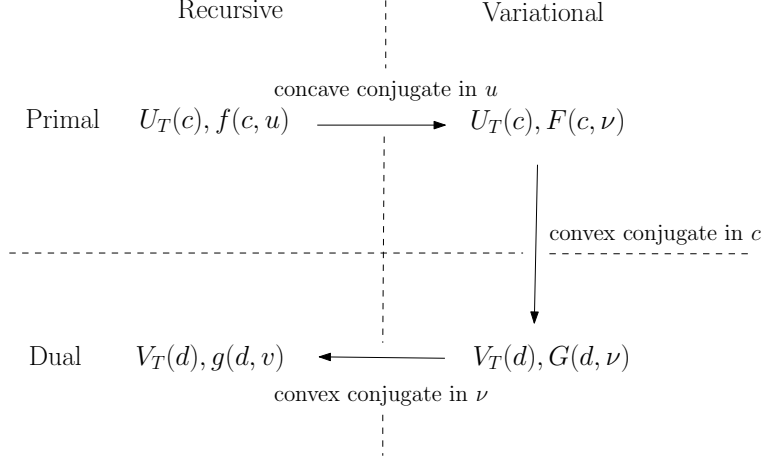 Recursive Variational
concave conjugate in u
Primal U_T(c), f(c, u) U_T(c), F(c, ν)
convex conjugate in c
Dual V_T(d), g(d, v) V_T(d), G(d, ν)
convex conjugate in ν